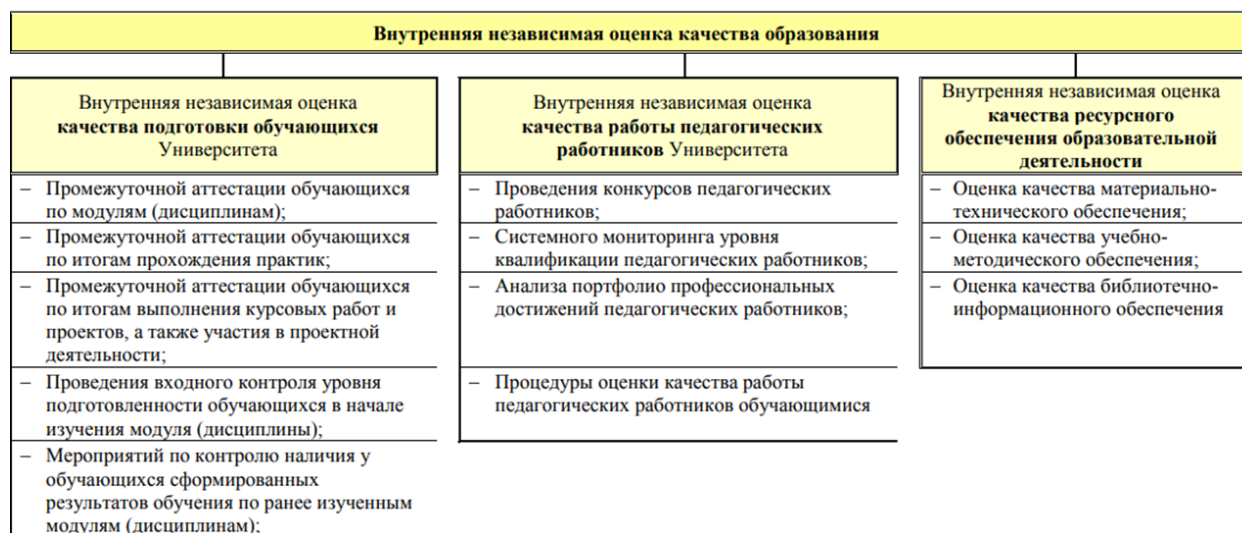 Внутренняя независимая оценка качества образования
Внутренняя независимая оценка
качества подготовки обучающихся
Университета
– Промежуточной аттестации обучающихся
по модулям (дисциплинам);
– Промежуточной аттестации обучающихся
по итогам прохождения практик;
– Промежуточной аттестации обучающихся
по итогам выполнения курсовых работ и
проектов, а также участия в проектной
деятельности;
– Проведения входного контроля уровня
подготовленности обучающихся в начале
изучения модуля (дисциплины);
– Мероприятий по контролю наличия у
обучающихся сформированных
результатов обучения по ранее изученным
модулям (дисциплинам);
Внутренняя независимая оценка
качества работы педагогических
работников Университета
– Проведения конкурсов педагогических
работников;
– Системного мониторинга уровня
квалификации педагогических работников;
– Анализа портфолио профессиональных
достижений педагогических работников;
– Процедуры оценки качества работы
педагогических работников обучающимися
Внутренняя независимая оценка
качества ресурсного
обеспечения образовательной
деятельности
– Оценка качества материально-
технического обеспечения;
– Оценка качества учебно-
методического обеспечения;
– Оценка качества библиотечно-
информационного обеспечения